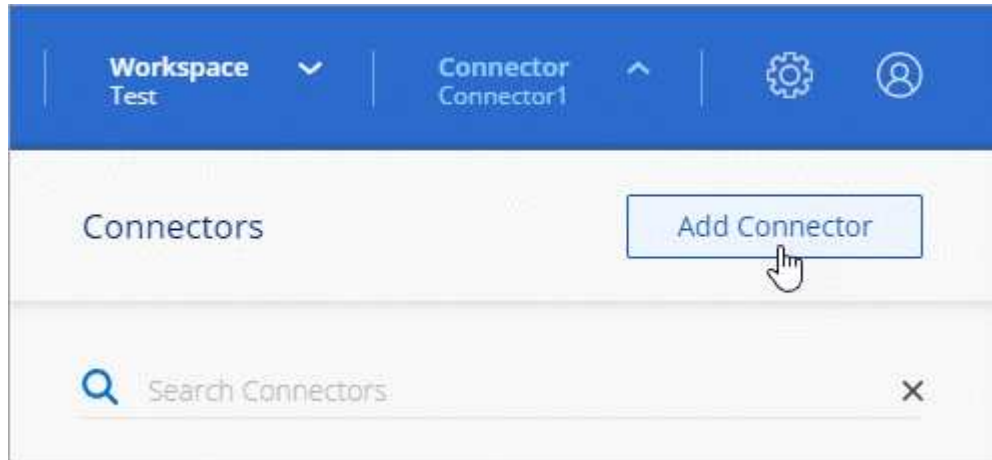 Workspace
Test
Connector
Connector1
Connectors
Add Connector
Search Connectors